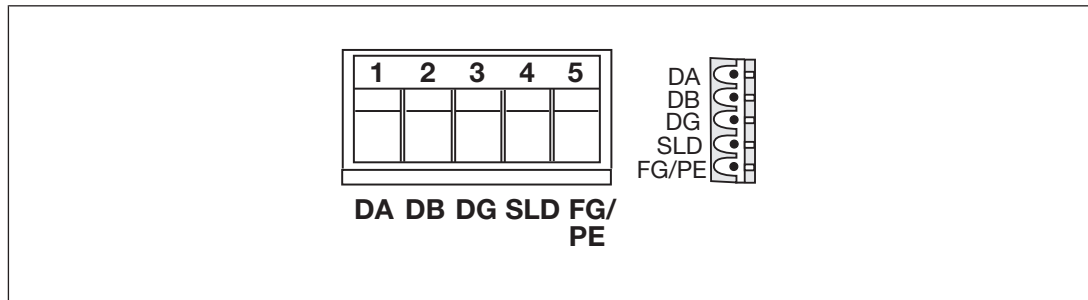 1 2 3 4 5
DA DB DG SLD FG/
PE
DA
DB
DG
SLD
FG/PE